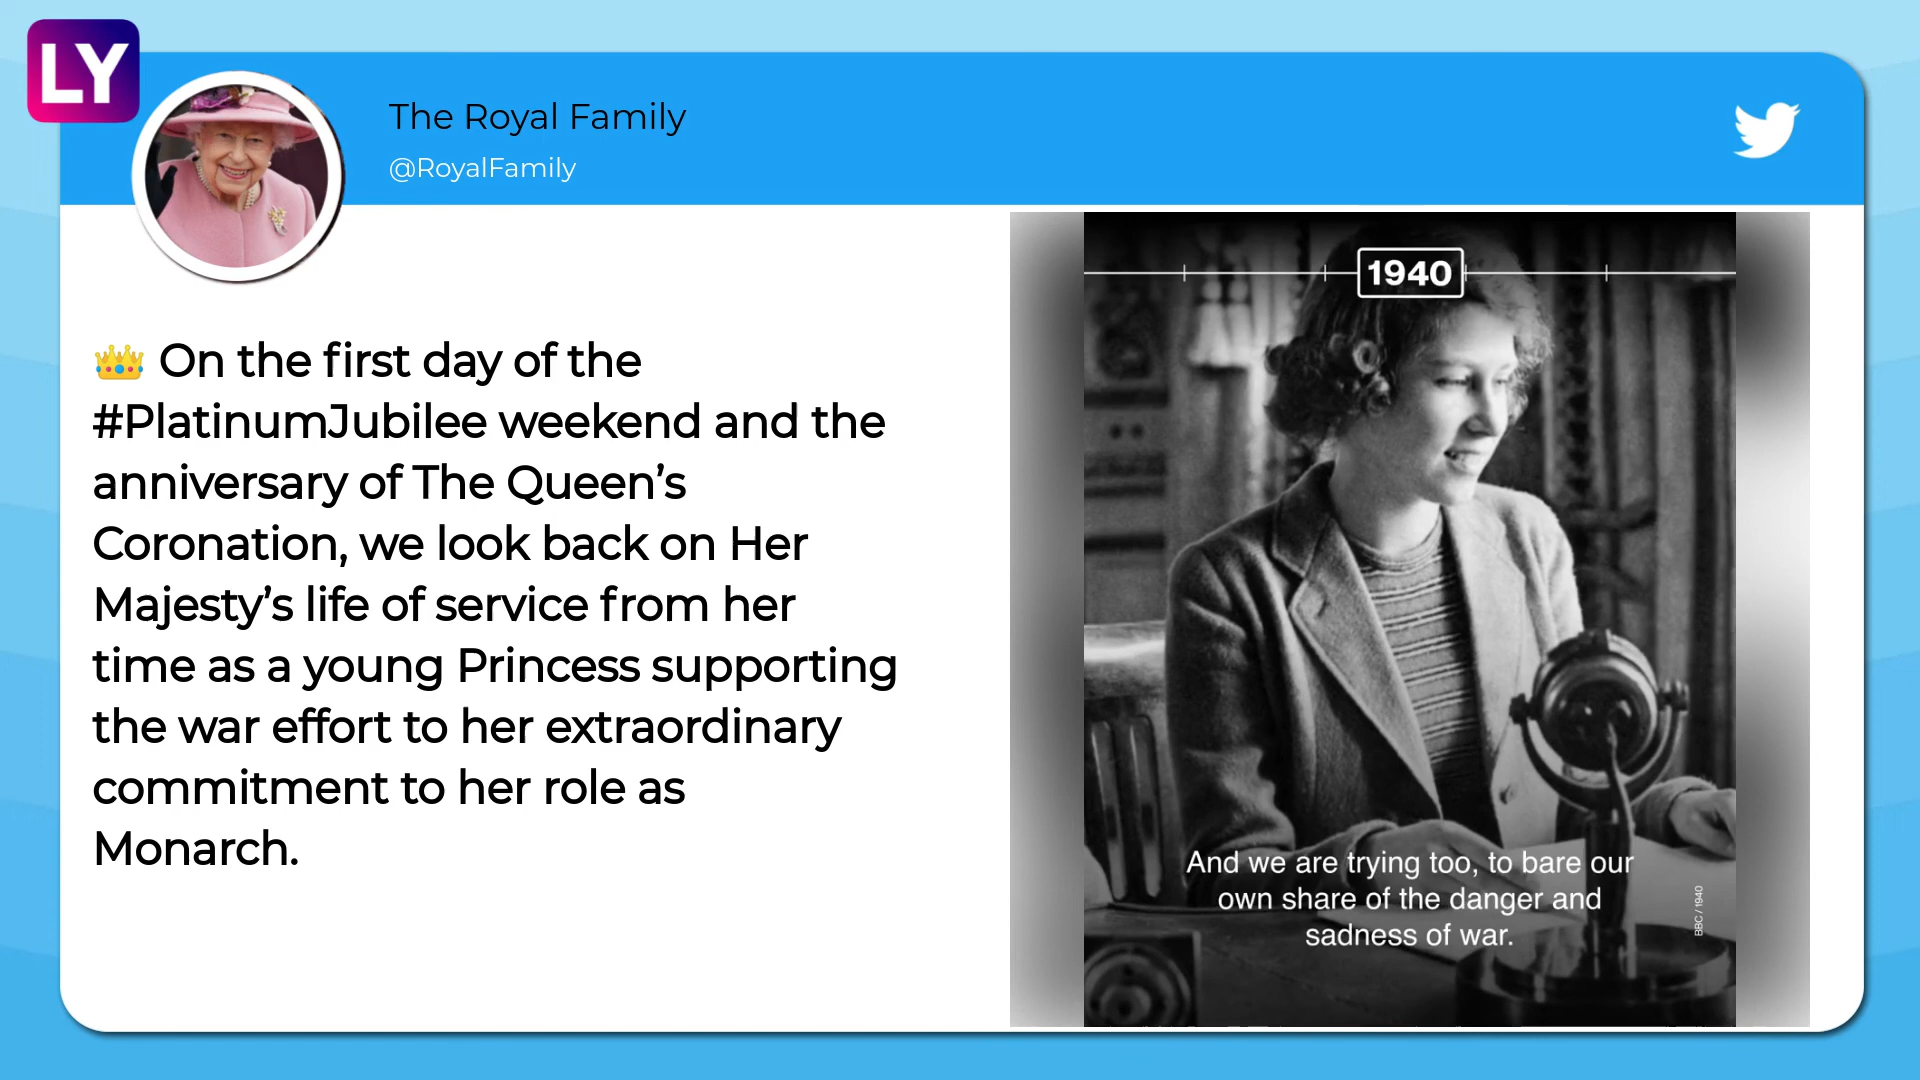 LY
The Royal Family
@RoyalFamily
👑 On the first day of the
#PlatinumJubilee weekend and the
anniversary of The Queen’s
Coronation, we look back on Her
Majesty’s life of service from her
time as a young Princess supporting
the war effort to her extraordinary
commitment to her role as
Monarch.
1940
And we are trying too, to bare our
own share of the danger and
sadness of war.
BBC / 1940